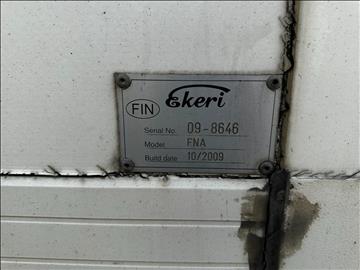 FIN Ekeri
Serial No. 09-8646
Model FNA
Build date 10/2009